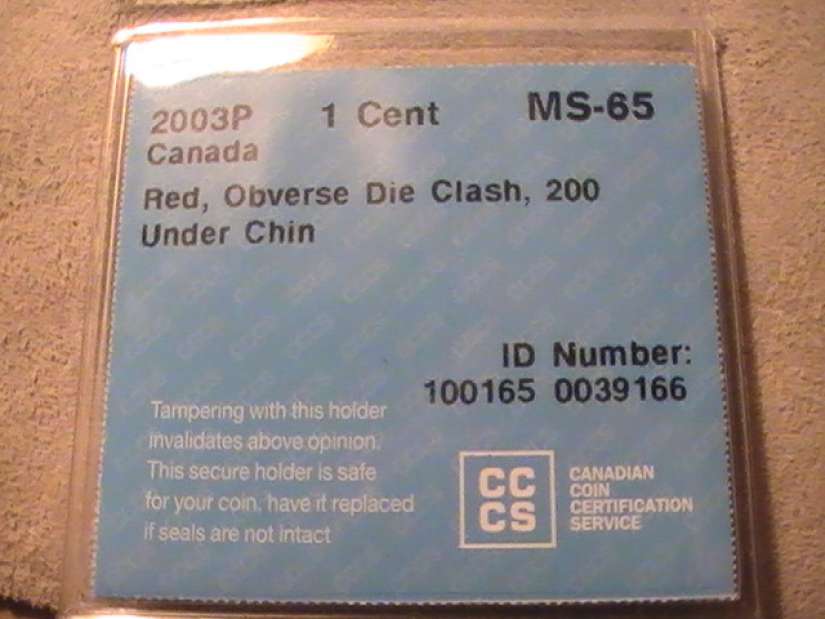 2003P 1 Cent MS-65
Canada
Red, Obverse Die Clash, 200
Under Chin
ID Number:
100165 0039166
Tampering with this holder
invalidates above opinion.
This secure holder is safe
for your coin, have it replaced
if seals are not intact
CC
CS
CANADIAN
COIN
CERTIFICATION
SERVICE